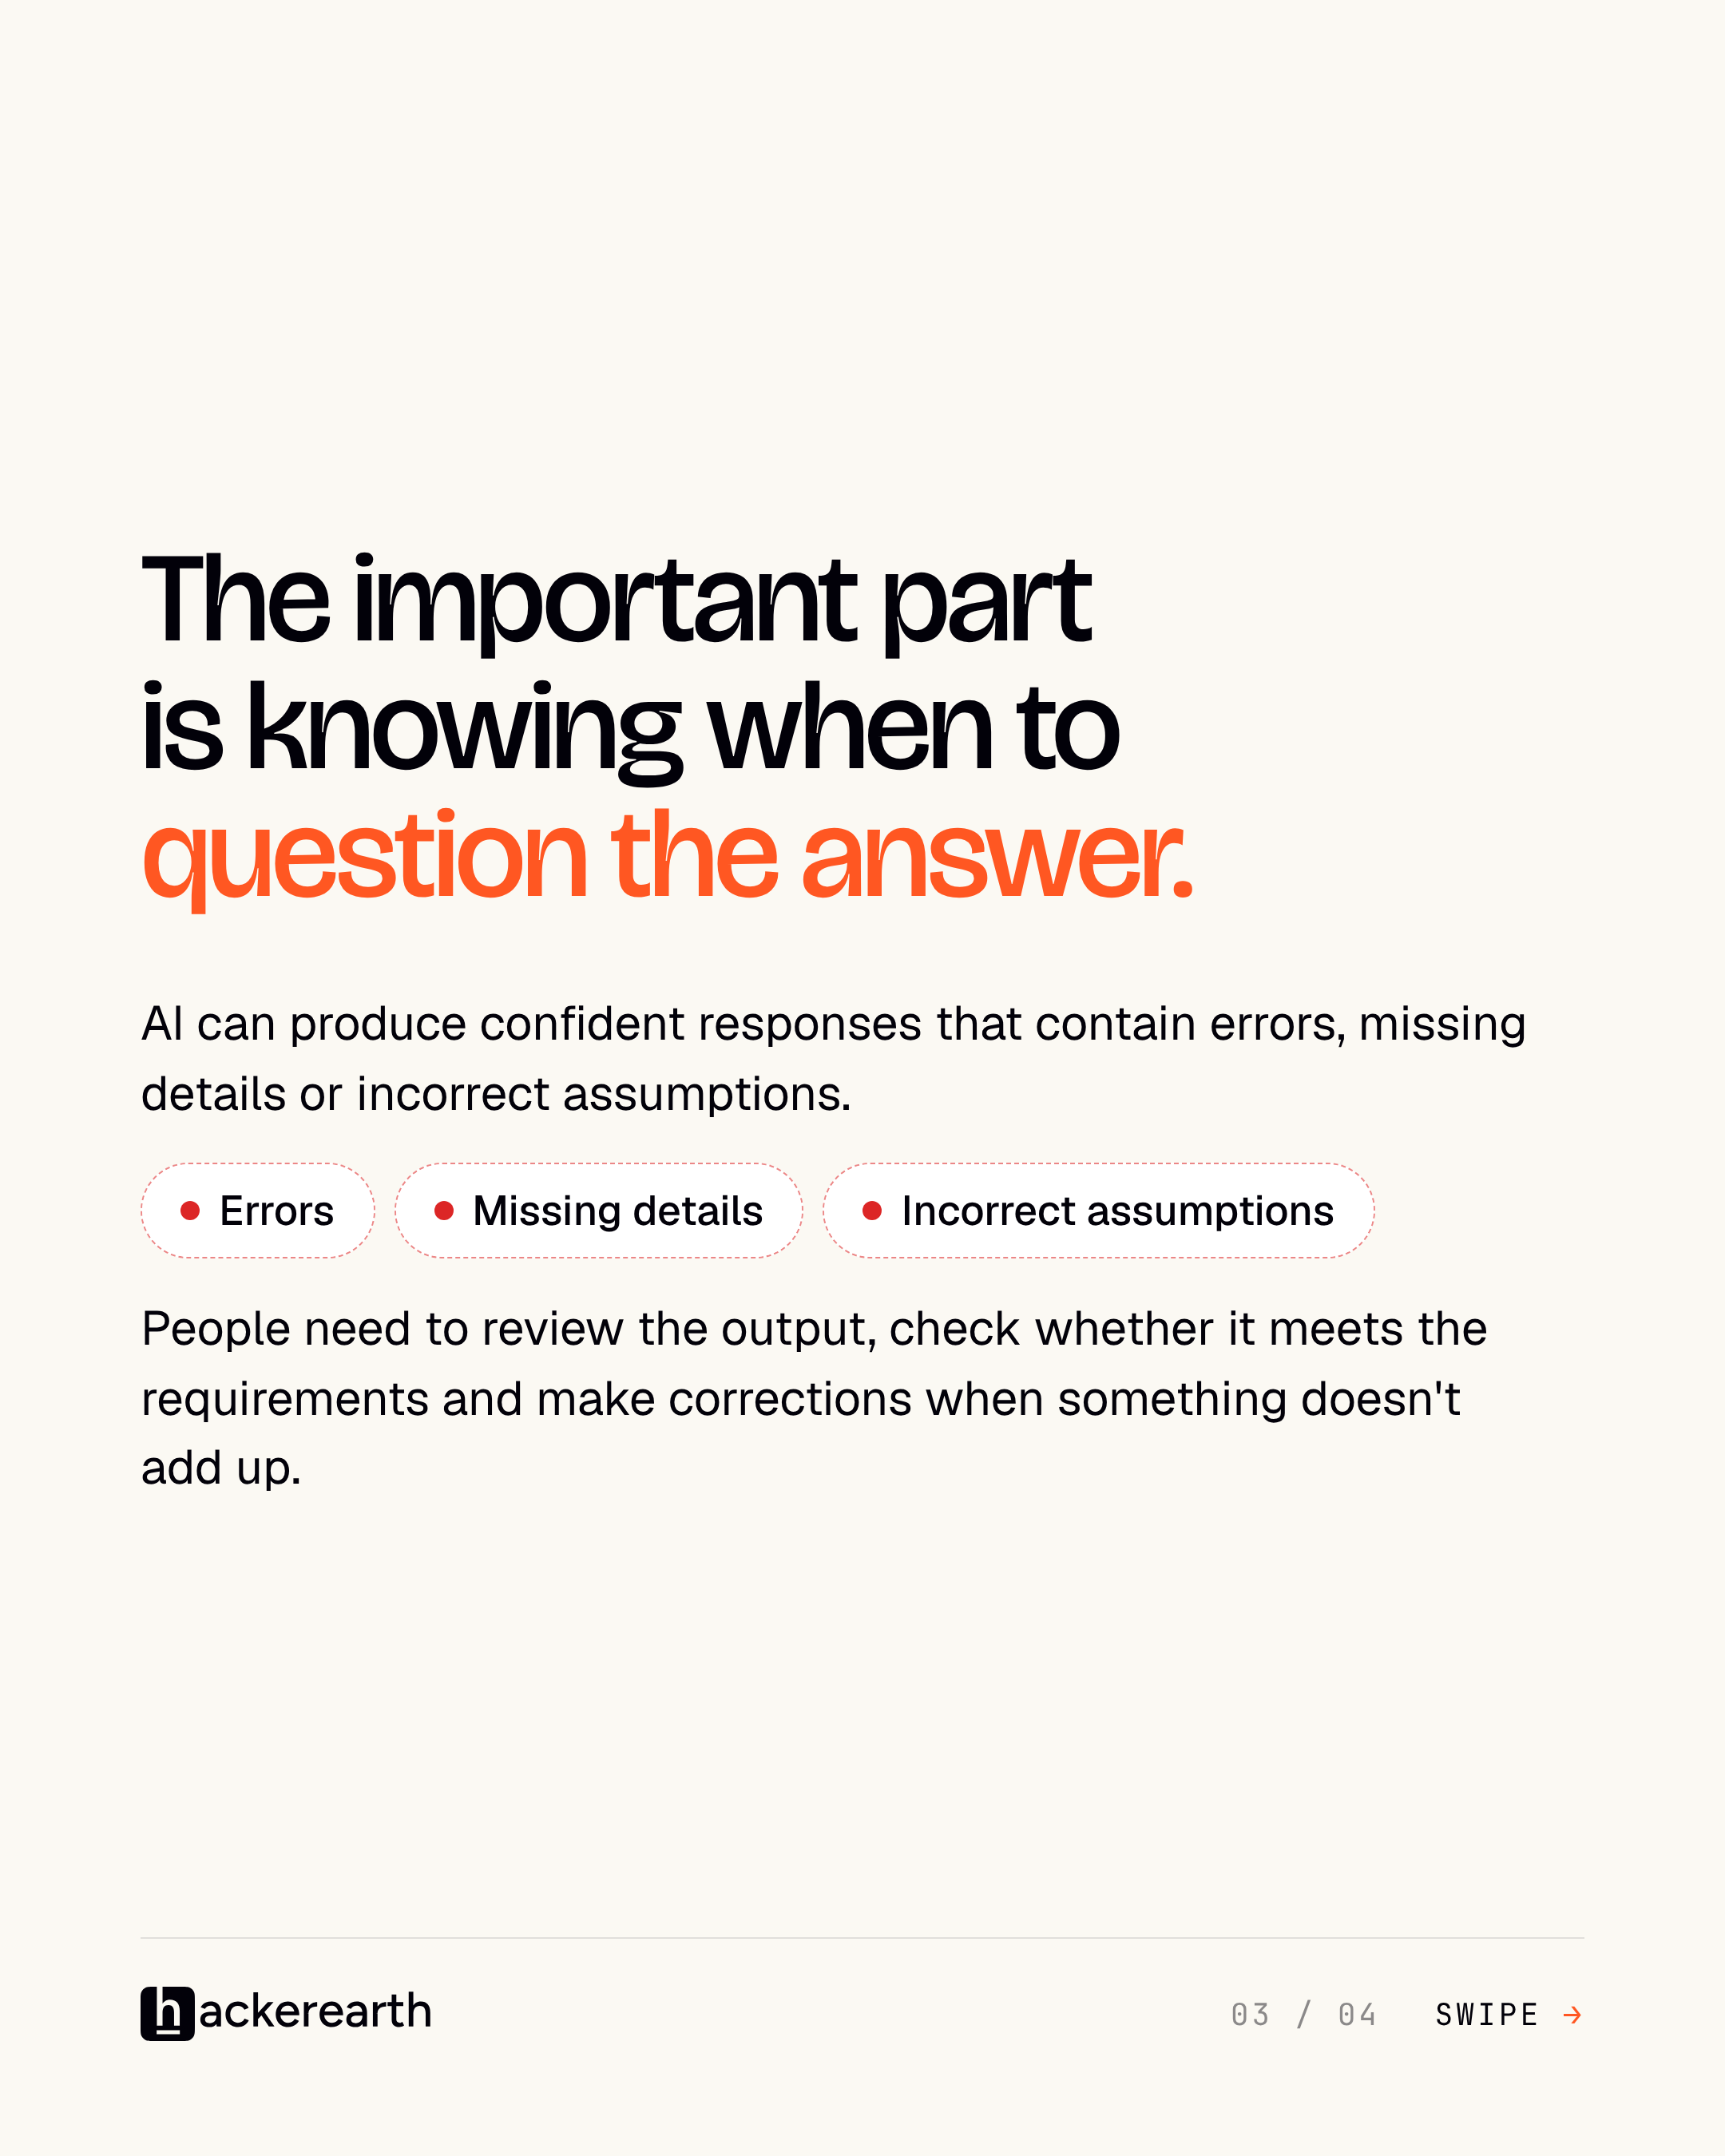 The important part
is knowing when to
question the answer.
AI can produce confident responses that contain errors, missing
details or incorrect assumptions.
Errors
Missing details
Incorrect assumptions
People need to review the output, check whether it meets the
requirements and make corrections when something doesn't
add up.
hackerearth
03 / 04 SWIPE →